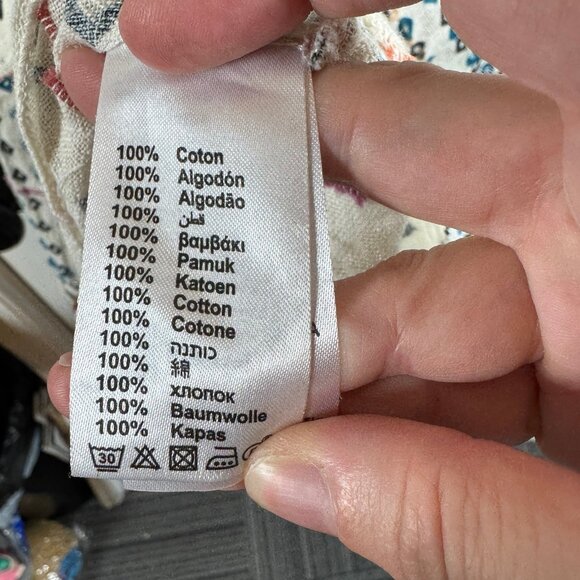 100% Coton
100% Algodón
100% Algodão
100% قطن
100% βαμβάκι
100% Pamuk
100% Katoen
100% Cotton
100% Cotone
100% כותנה
100% 綿
100% хлопок
100% Baumwolle
100% Kapas
30